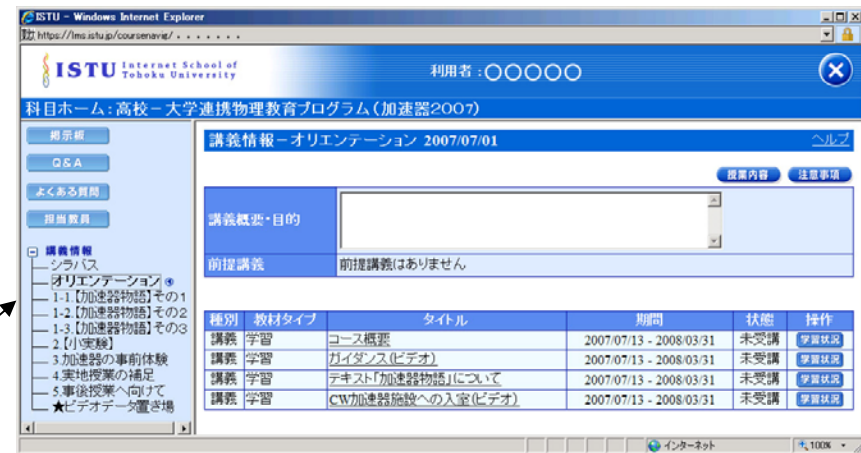 ISTU - Windows Internet Explorer
https://lms.istu.jp/coursenavig/・・・・・・・
ISTU Internet School of
Tohoku University
利用者：○○○○○
科目ホーム：高校－大学連携物理教育プログラム(加速器2007)
掲示板
Q&A
よくある質問
担当教員
講義情報
シラバス
オリエンテーション
1-1.【加速器物語】その1
1-2.【加速器物語】その2
1-3.【加速器物語】その3
2.【小実験】
3.加速器の事前体験
4.実地授業の補足
5.事後授業へ向けて
★ビデオデータ置き場
講義情報－オリエンテーション 2007/07/01 ヘルプ
授業内容 注意事項
講義概要・目的
前提講義 前提講義はありません
種別 教材タイプ タイトル 期間 状態 操作
講義 学習 コース概要 2007/07/13 - 2008/03/31 未受講 学習状況
講義 学習 ガイダンス(ビデオ) 2007/07/13 - 2008/03/31 未受講 学習状況
講義 学習 テキスト「加速器物語」について 2007/07/13 - 2008/03/31 未受講 学習状況
講義 学習 CW加速器施設への入室(ビデオ) 2007/07/13 - 2008/03/31 未受講 学習状況
インターネット 100%